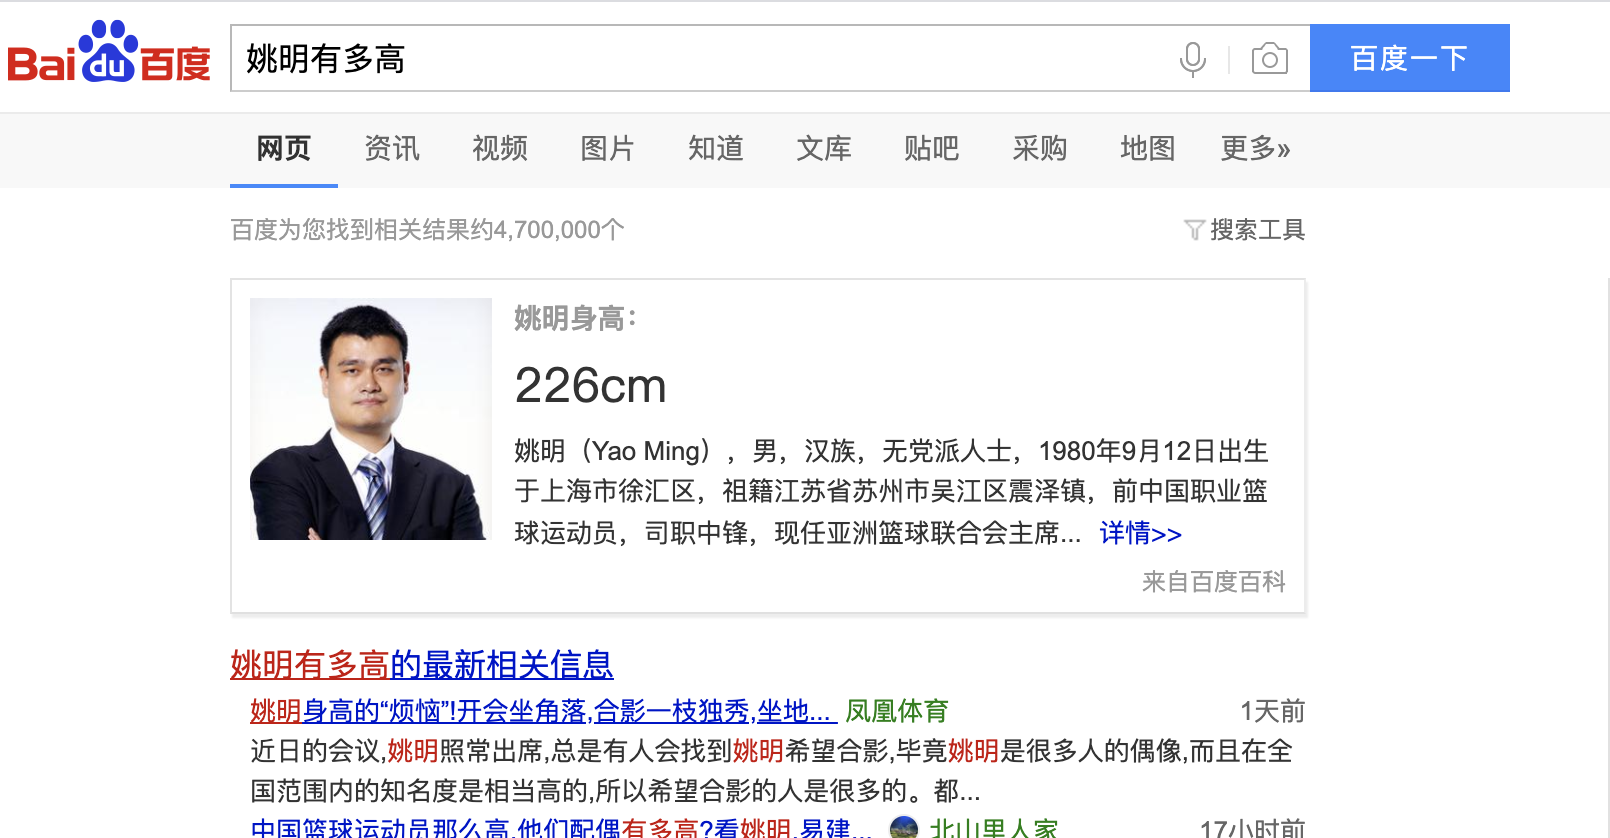 Bai du 百度
姚明有多高
百度一下
网页 资讯 视频 图片 知道 文库 贴吧 采购 地图 更多»
百度为您找到相关结果约4,700,000个 搜索工具
姚明身高：
226cm
姚明（Yao Ming），男，汉族，无党派人士，1980年9月12日出生
于上海市徐汇区，祖籍江苏省苏州市吴江区震泽镇，前中国职业篮
球运动员，司职中锋，现任亚洲篮球联合会主席... 详情>>
来自百度百科
姚明有多高的最新相关信息
姚明身高的“烦恼”!开会坐角落,合影一枝独秀,坐地... 凤凰体育 1天前
近日的会议,姚明照常出席,总是有人会找到姚明希望合影,毕竟姚明是很多人的偶像,而且在全
国范围内的知名度是相当高的,所以希望合影的人是很多的。都...
中国篮球运动员那么高,他们配偶有多高?看姚明,易建... 北山里人家 17小时前